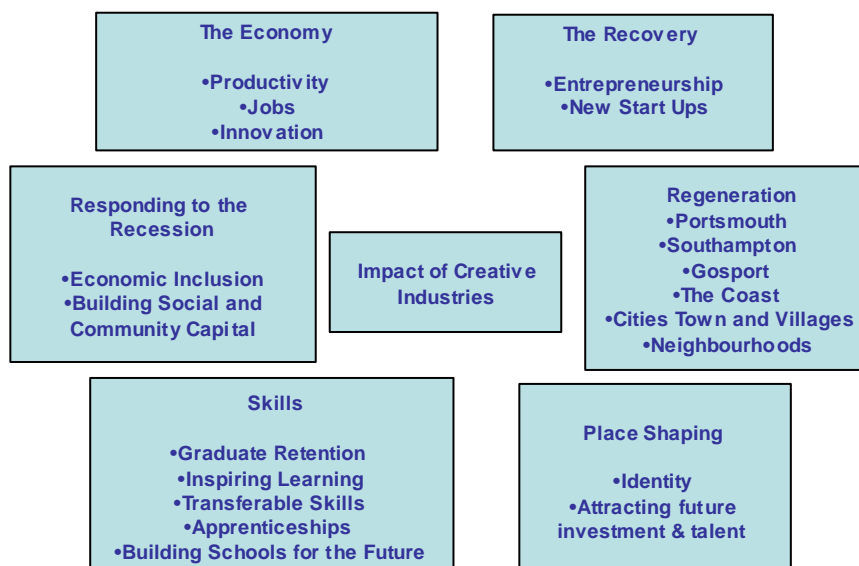 The Economy
•Productivity
•Jobs
•Innovation
The Recovery
•Entrepreneurship
•New Start Ups
Responding to the
Recession
•Economic Inclusion
•Building Social and
Community Capital
Impact of Creative
Industries
Regeneration
•Portsmouth
•Southampton
•Gosport
•The Coast
•Cities Town and Villages
•Neighbourhoods
Skills
•Graduate Retention
•Inspiring Learning
•Transferable Skills
•Apprenticeships
•Building Schools for the Future
Place Shaping
•Identity
•Attracting future
investment & talent